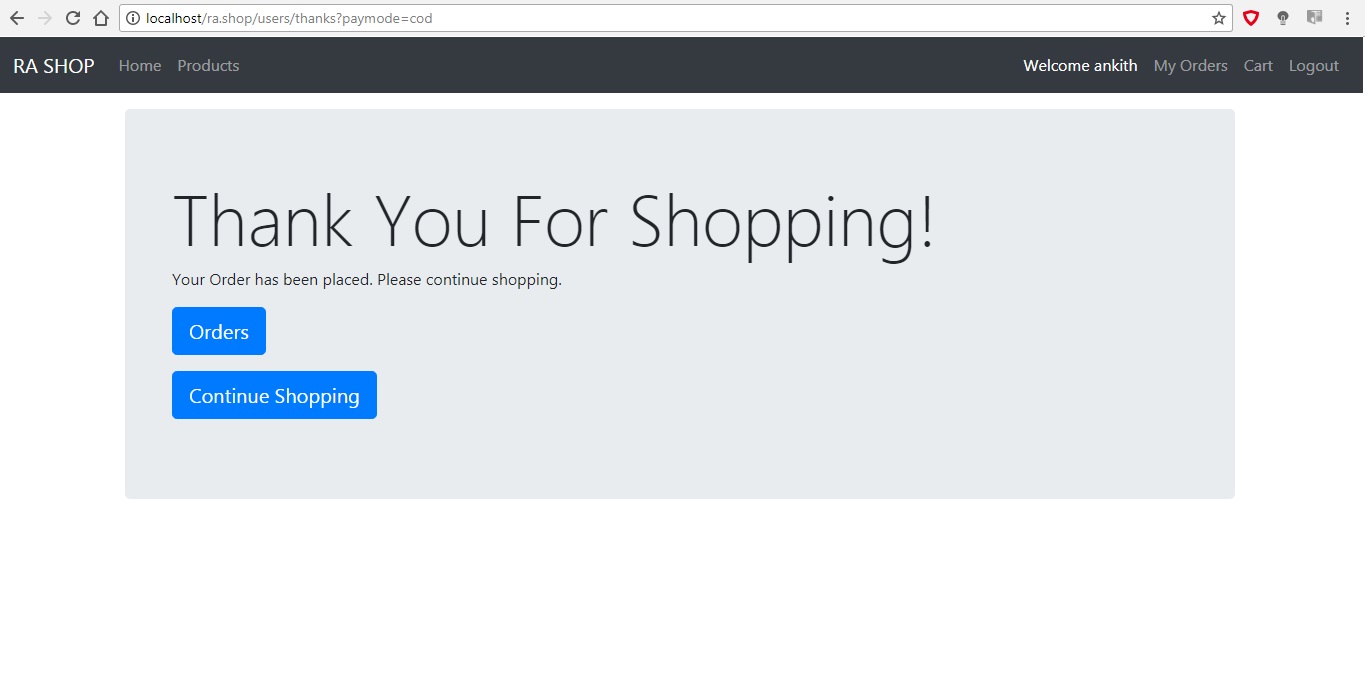 localhost/ra.shop/users/thanks?paymode=cod
RA SHOP Home Products Welcome ankith My Orders Cart Logout
Thank You For Shopping!
Your Order has been placed. Please continue shopping.
Orders
Continue Shopping